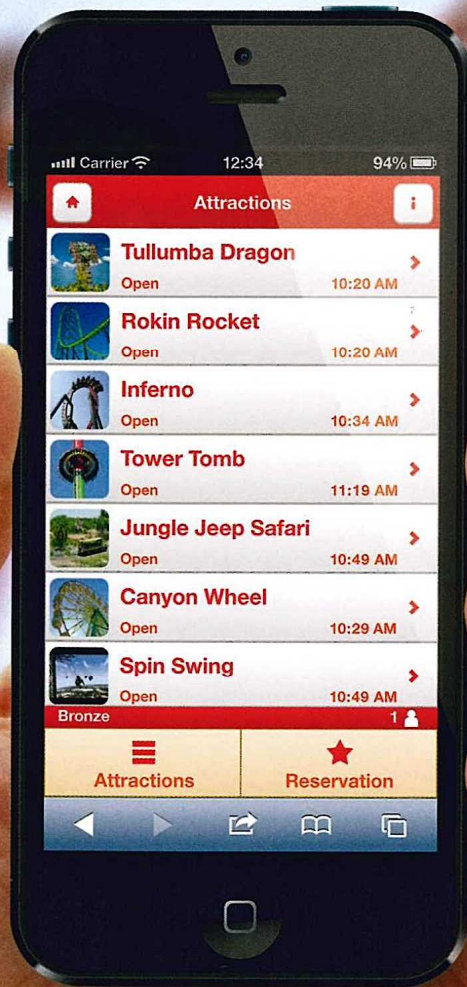 Carrier 12:34 94%
Attractions i
Tullumba Dragon
Open 10:20 AM
Rokin Rocket
Open 10:20 AM
Inferno
Open 10:34 AM
Tower Tomb
Open 11:19 AM
Jungle Jeep Safari
Open 10:49 AM
Canyon Wheel
Open 10:29 AM
Spin Swing
Open 10:49 AM
Bronze 1
Attractions Reservation